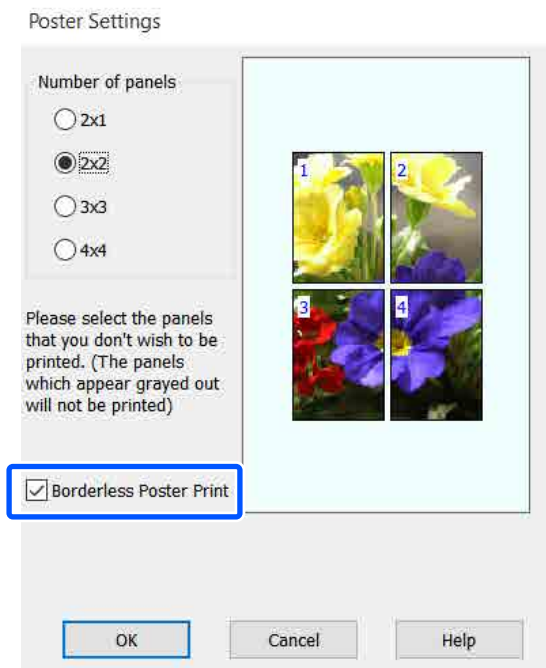 Poster Settings
Number of panels
2x1
2x2
3x3
4x4
Please select the panels
that you don't wish to be
printed. (The panels
which appear grayed out
will not be printed)
Borderless Poster Print
1
2
3
4
OK
Cancel
Help